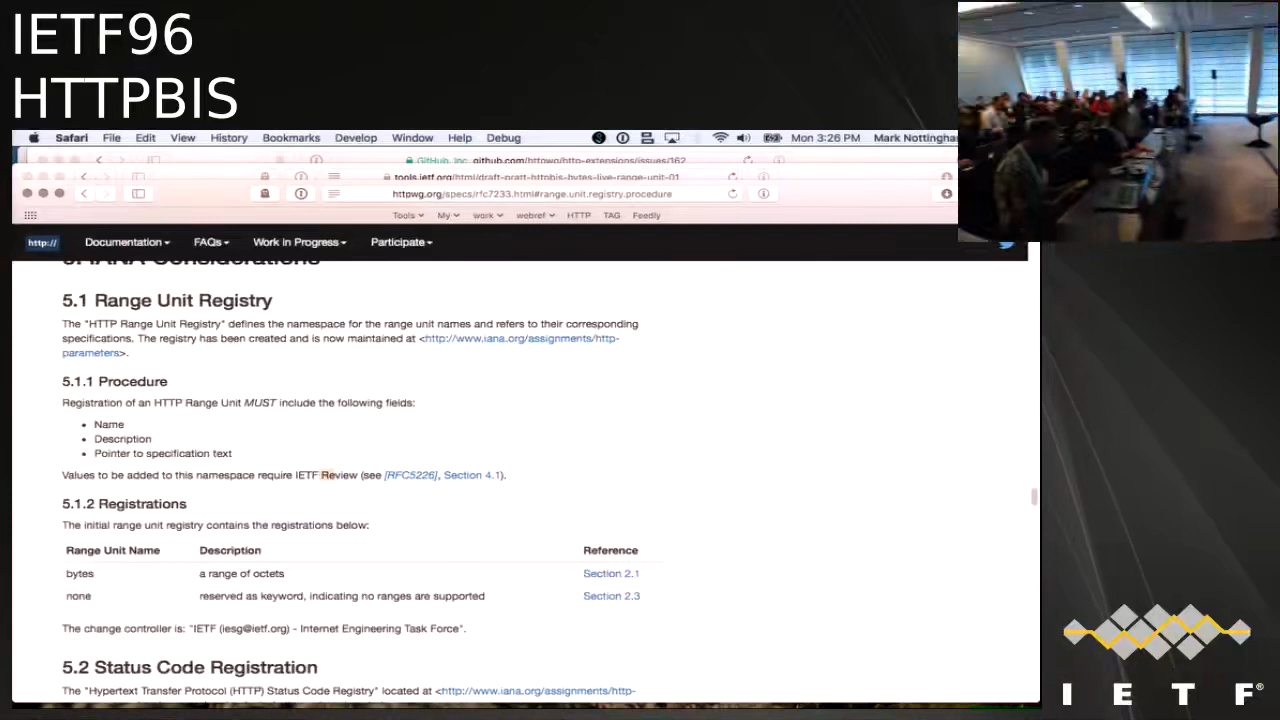 IETF96
HTTPBIS
Safari File Edit View History Bookmarks Develop Window Help Debug Mon 3:26 PM Mark Nottingha
GitHub, Inc. github.com/httpwg/http-extensions/issues/162
tools.ietf.org/html/draft-pratt-httpbis-bytes-live-range-unit-01
httpwg.org/specs/rfc7233.html#range.unit.registry.procedure
Tools My work webref HTTP TAG Feedly
http:// Documentation FAQs Work in Progress Participate
5. IANA Considerations
5.1 Range Unit Registry
The "HTTP Range Unit Registry" defines the namespace for the range unit names and refers to their corresponding
specifications. The registry has been created and is now maintained at <http://www.iana.org/assignments/http-
parameters>.
5.1.1 Procedure
Registration of an HTTP Range Unit MUST include the following fields:
• Name
• Description
• Pointer to specification text
Values to be added to this namespace require IETF Review (see [RFC5226], Section 4.1).
5.1.2 Registrations
The initial range unit registry contains the registrations below:
Range Unit Name Description Reference
bytes a range of octets Section 2.1
none reserved as keyword, indicating no ranges are supported Section 2.3
The change controller is: "IETF (iesg@ietf.org) - Internet Engineering Task Force".
5.2 Status Code Registration
The "Hypertext Transfer Protocol (HTTP) Status Code Registry" located at <http://www.iana.org/assignments/http-
I E T F®